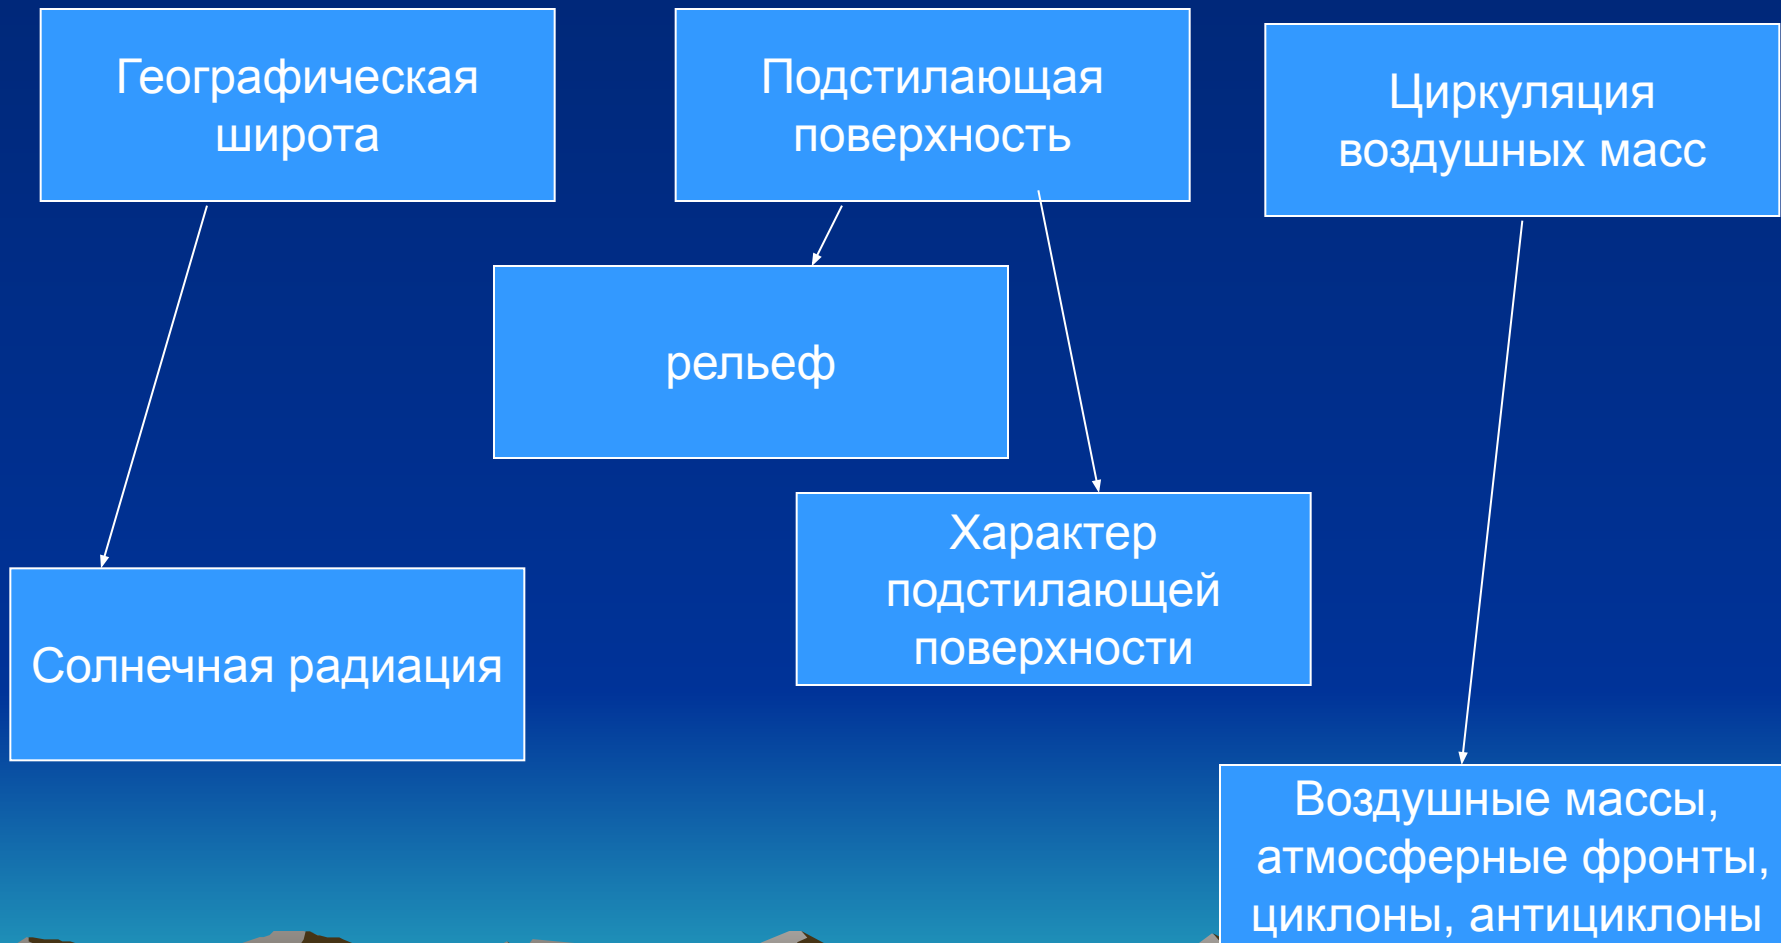 Географическая
широта
Подстилающая
поверхность
Циркуляция
воздушных масс
рельеф
Характер
подстилающей
поверхности
Солнечная радиация
Воздушные массы,
атмосферные фронты,
циклоны, антициклоны